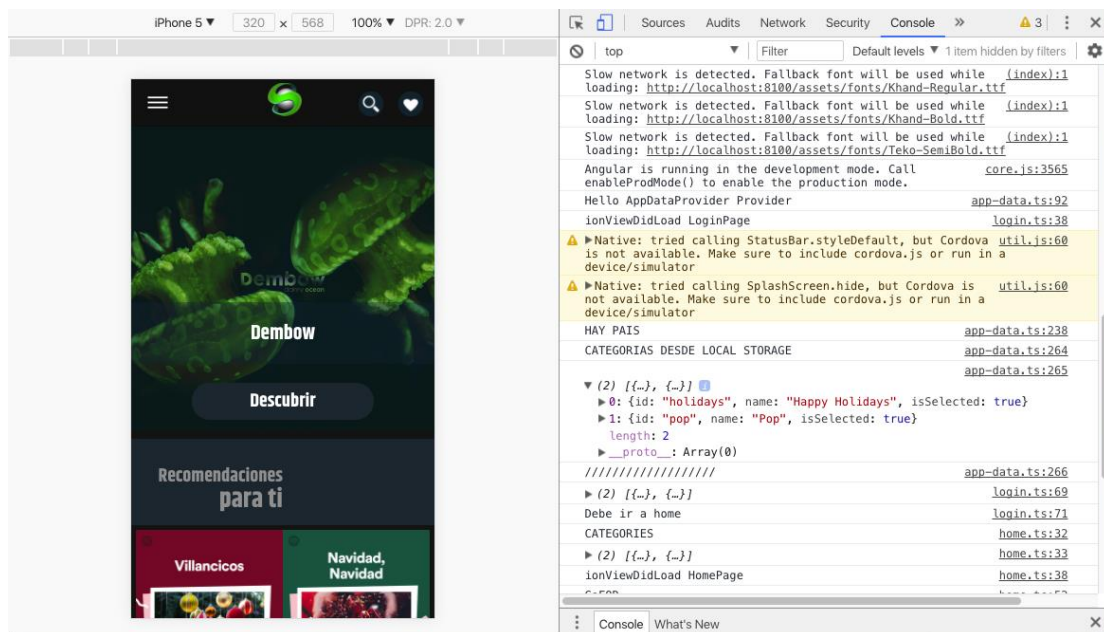 iPhone 5 ▼ 320 x 568 100% ▼ DPR: 2.0 ▼
Dembow
ocean
Dembow
Descubrir
Recomendaciones
para ti
Villancicos
Navidad,
Navidad
Sources Audits Network Security Console » 3
top ▼ Filter Default levels ▼ 1 item hidden by filters
Slow network is detected. Fallback font will be used while (index):1
loading: http://localhost:8100/assets/fonts/Khand-Regular.ttf
Slow network is detected. Fallback font will be used while (index):1
loading: http://localhost:8100/assets/fonts/Khand-Bold.ttf
Slow network is detected. Fallback font will be used while (index):1
loading: http://localhost:8100/assets/fonts/Teko-SemiBold.ttf
Angular is running in the development mode. Call core.js:3565
enableProdMode() to enable the production mode.
Hello AppDataProvider Provider app-data.ts:92
ionViewDidLoad LoginPage login.ts:38
▶Native: tried calling StatusBar.styleDefault, but Cordova util.js:60
is not available. Make sure to include cordova.js or run in a
device/simulator
▶Native: tried calling SplashScreen.hide, but Cordova is util.js:60
not available. Make sure to include cordova.js or run in a
device/simulator
HAY PAIS app-data.ts:238
CATEGORIAS DESDE LOCAL STORAGE app-data.ts:264
app-data.ts:265
▼ (2) [{…}, {…}] i
▶ 0: {id: "holidays", name: "Happy Holidays", isSelected: true}
▶ 1: {id: "pop", name: "Pop", isSelected: true}
length: 2
▶ __proto__: Array(0)
/////////////////// app-data.ts:266
▶ (2) [{…}, {…}] login.ts:69
Debe ir a home login.ts:71
CATEGORIES home.ts:32
▶ (2) [{…}, {…}] home.ts:33
ionViewDidLoad HomePage home.ts:38
Console What's New